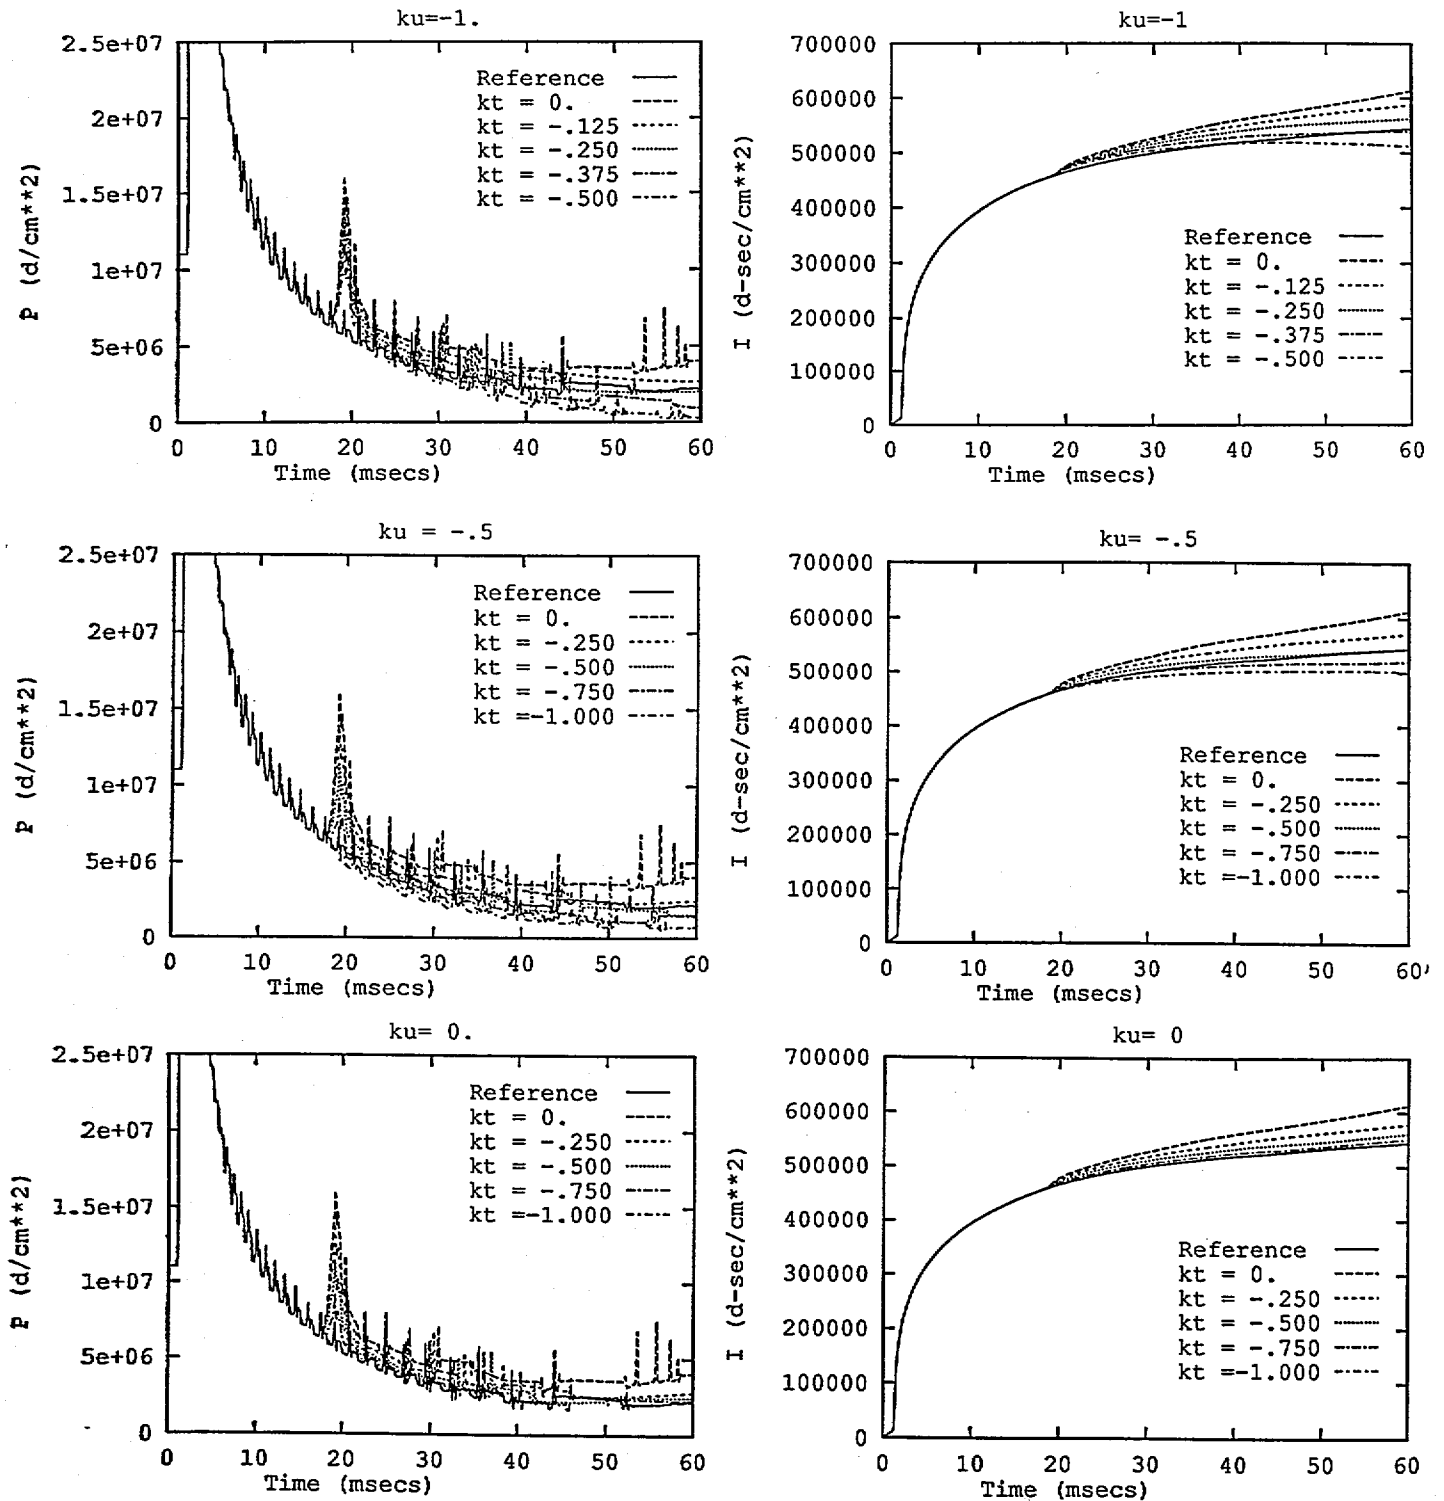 ku=-1.
2.5e+07
2e+07
1.5e+07
1e+07
5e+06
0
p (d/cm**2)
Reference
kt = 0.
kt = -.125
kt = -.250
kt = -.375
kt = -.500
0 10 20 30 40 50 60
Time (msecs)
ku=-1
700000
600000
500000
400000
300000
200000
100000
0
I (d-sec/cm**2)
Reference
kt = 0.
kt = -.125
kt = -.250
kt = -.375
kt = -.500
0 10 20 30 40 50 60
Time (msecs)
ku = -.5
2.5e+07
2e+07
1.5e+07
1e+07
5e+06
0
p (d/cm**2)
Reference
kt = 0.
kt = -.250
kt = -.500
kt = -.750
kt =-1.000
0 10 20 30 40 50 60
Time (msecs)
ku= -.5
700000
600000
500000
400000
300000
200000
100000
0
I (d-sec/cm**2)
Reference
kt = 0.
kt = -.250
kt = -.500
kt = -.750
kt =-1.000
0 10 20 30 40 50 60
Time (msecs)
ku= 0.
2.5e+07
2e+07
1.5e+07
1e+07
5e+06
0
p (d/cm**2)
Reference
kt = 0.
kt = -.250
kt = -.500
kt = -.750
kt =-1.000
0 10 20 30 40 50 60
Time (msecs)
ku= 0
700000
600000
500000
400000
300000
200000
100000
0
I (d-sec/cm**2)
Reference
kt = 0.
kt = -.250
kt = -.500
kt = -.750
kt =-1.000
0 10 20 30 40 50 60
Time (msecs)